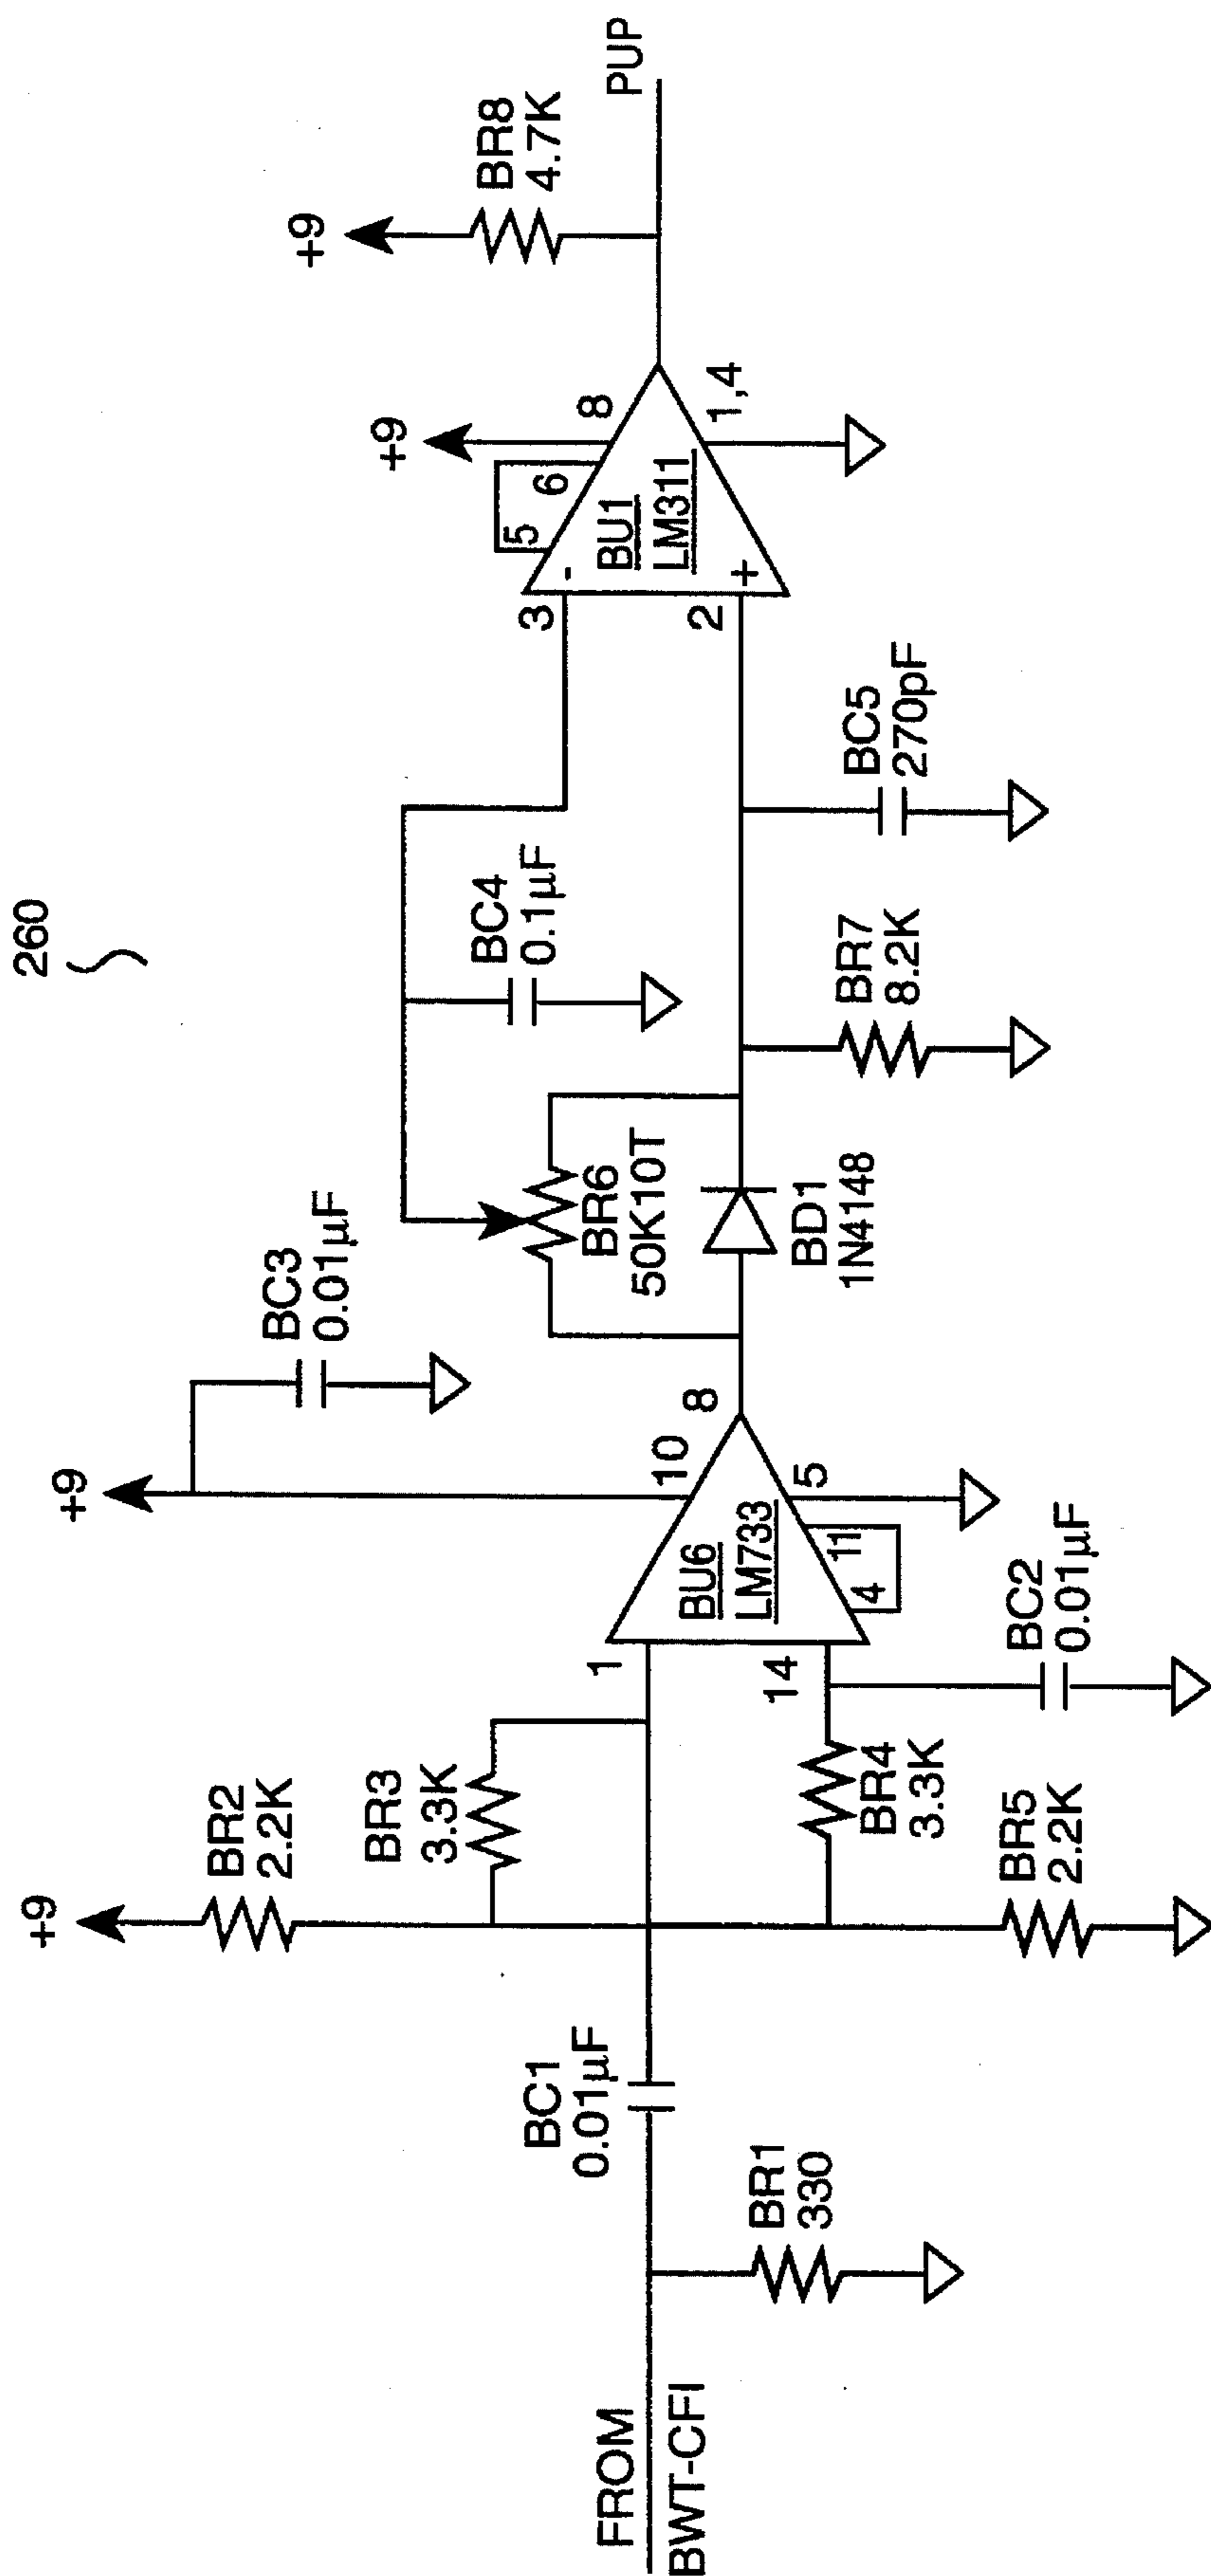 260
FROM
BWT-CFI
BR1
330
BC1
0.01µF
+9
BR2
2.2K
BR3
3.3K
BR4
3.3K
BR5
2.2K
BC2
0.01µF
1
14
BU6
LM733
4
11
5
10
8
+9
BC3
0.01µF
BR6
50K10T
BD1
1N4148
BC4
0.1µF
BR7
8.2K
BC5
270pF
3
2
-
+
BU1
LM311
5
6
8
1,4
+9
+9
BR8
4.7K
PUP